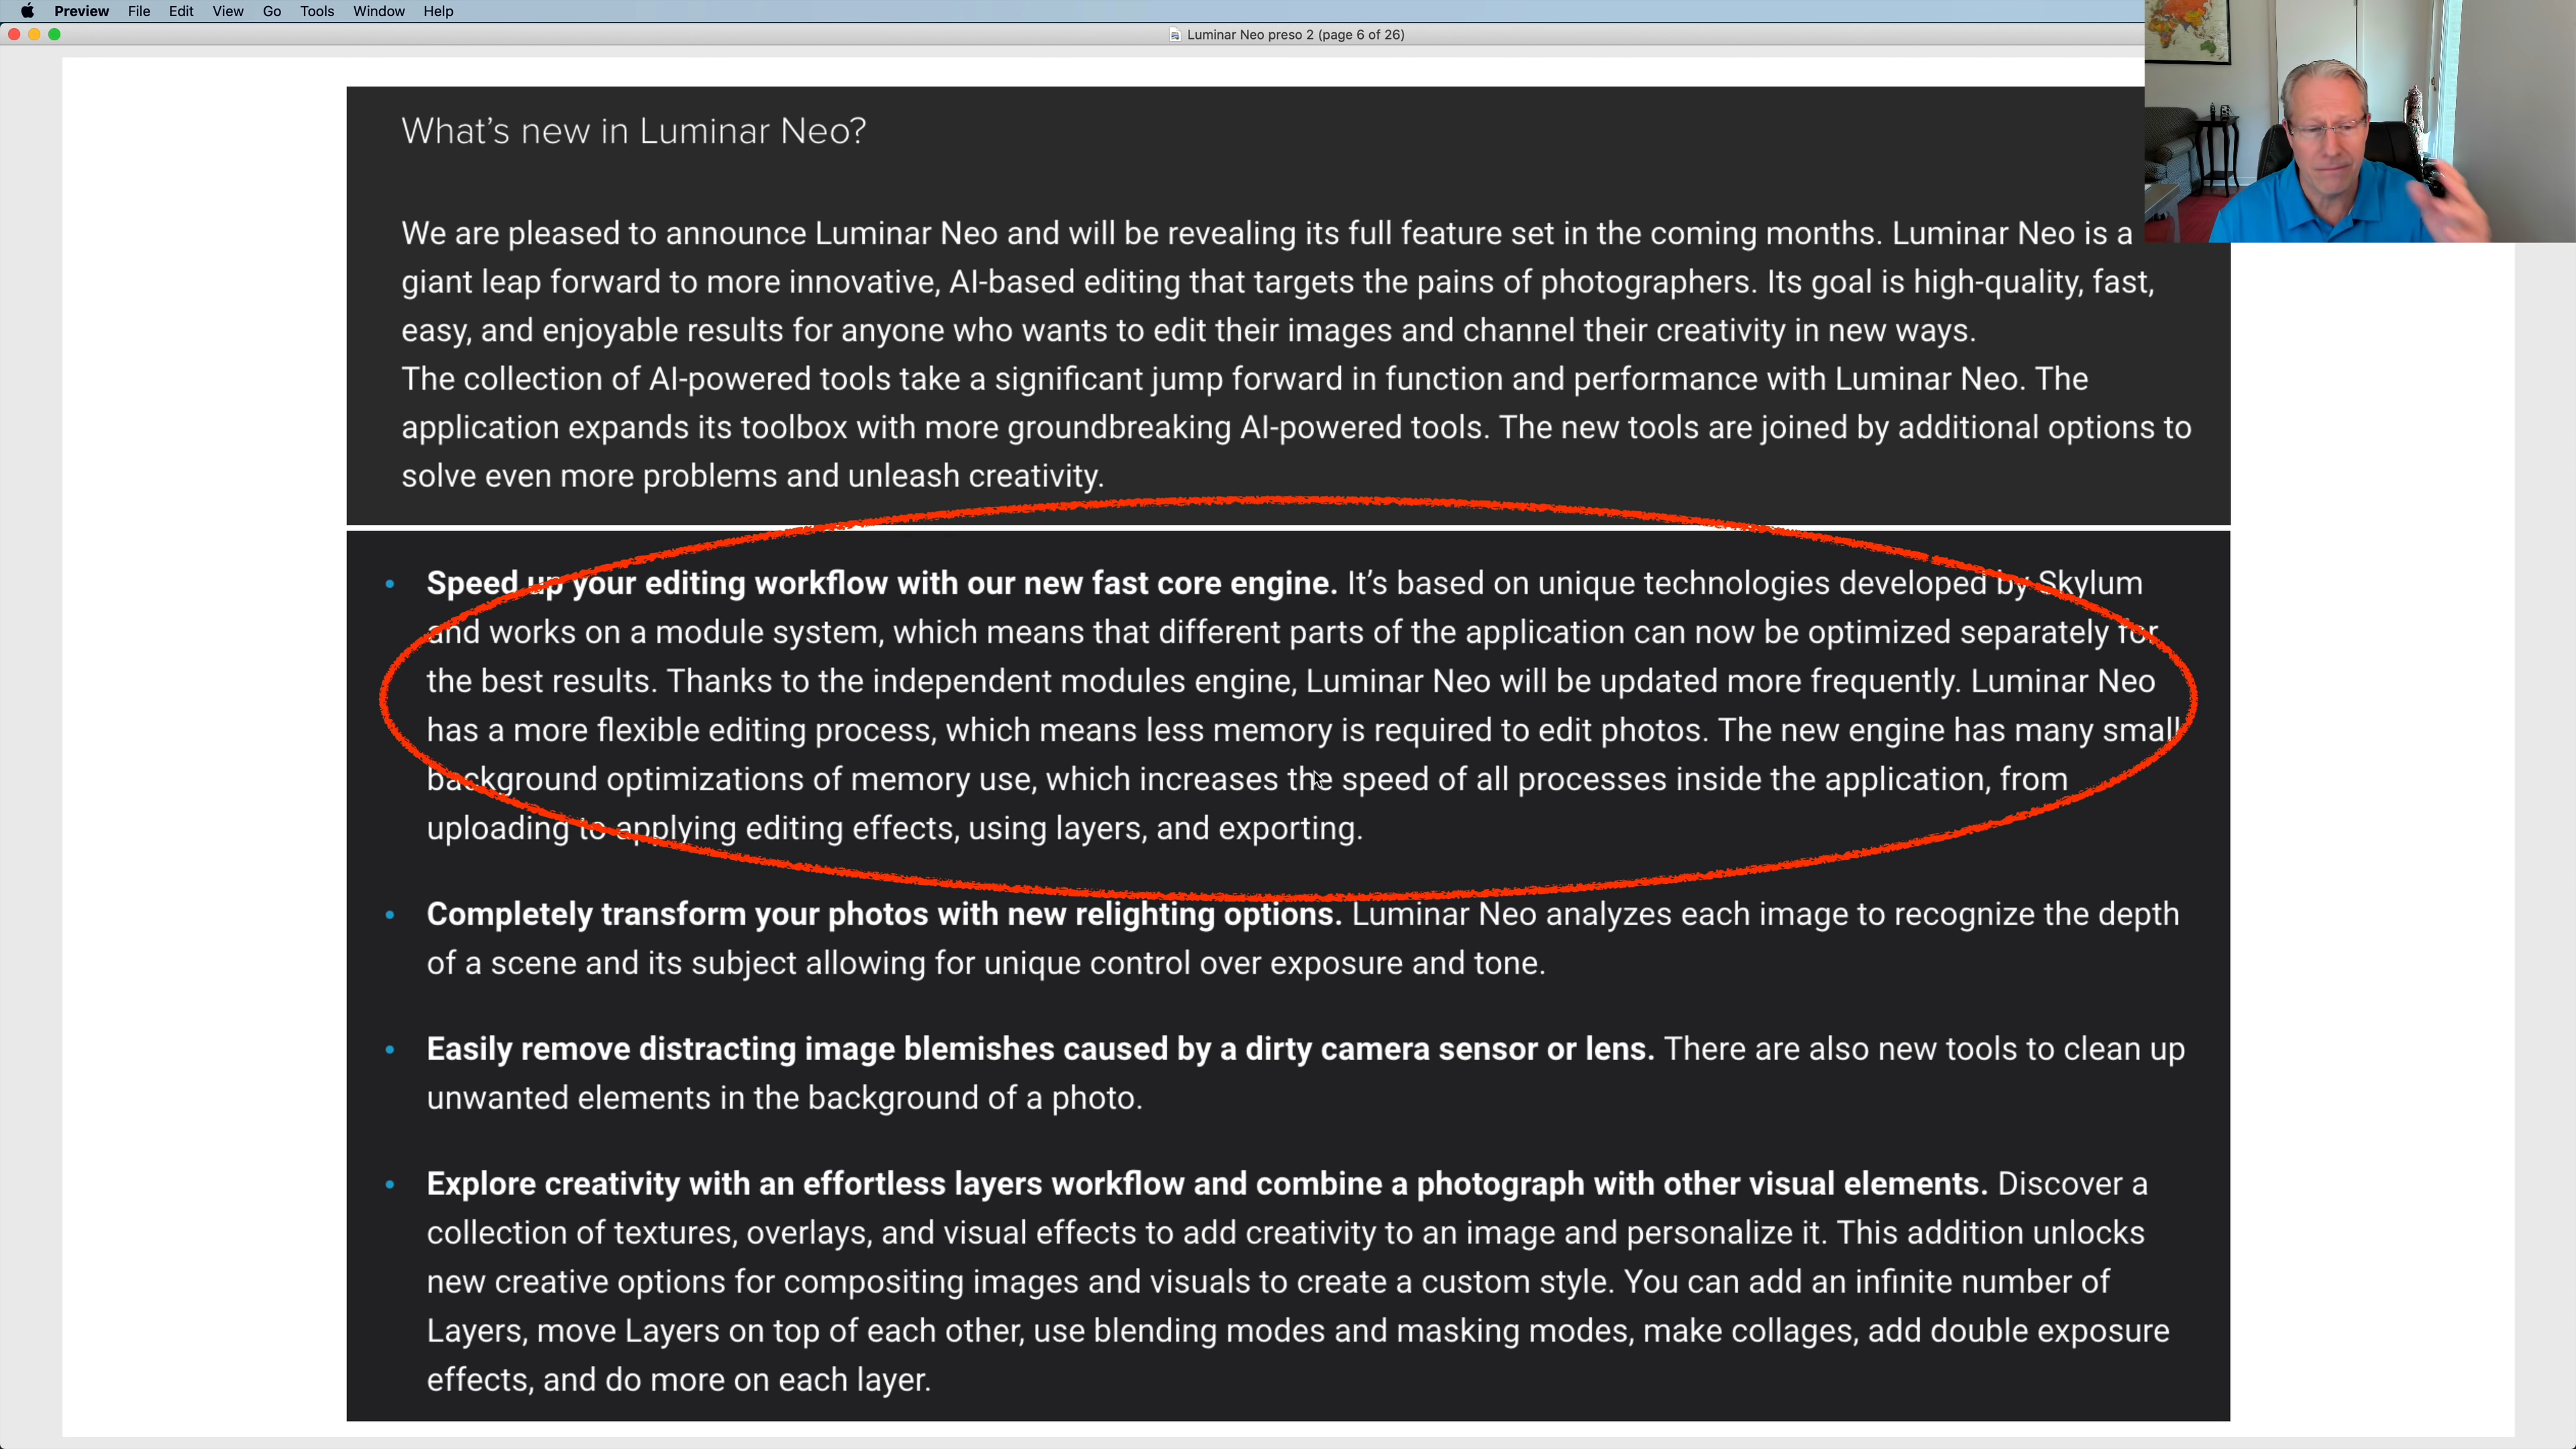 Preview File Edit View Go Tools Window Help
Luminar Neo preso 2 (page 6 of 26)
What's new in Luminar Neo?
We are pleased to announce Luminar Neo and will be revealing its full feature set in the coming months. Luminar Neo is a
giant leap forward to more innovative, AI-based editing that targets the pains of photographers. Its goal is high-quality, fast,
easy, and enjoyable results for anyone who wants to edit their images and channel their creativity in new ways.
The collection of AI-powered tools take a significant jump forward in function and performance with Luminar Neo. The
application expands its toolbox with more groundbreaking AI-powered tools. The new tools are joined by additional options to
solve even more problems and unleash creativity.
• Speed up your editing workflow with our new fast core engine. It's based on unique technologies developed by Skylum
and works on a module system, which means that different parts of the application can now be optimized separately for
the best results. Thanks to the independent modules engine, Luminar Neo will be updated more frequently. Luminar Neo
has a more flexible editing process, which means less memory is required to edit photos. The new engine has many small
background optimizations of memory use, which increases the speed of all processes inside the application, from
uploading to applying editing effects, using layers, and exporting.
• Completely transform your photos with new relighting options. Luminar Neo analyzes each image to recognize the depth
of a scene and its subject allowing for unique control over exposure and tone.
• Easily remove distracting image blemishes caused by a dirty camera sensor or lens. There are also new tools to clean up
unwanted elements in the background of a photo.
• Explore creativity with an effortless layers workflow and combine a photograph with other visual elements. Discover a
collection of textures, overlays, and visual effects to add creativity to an image and personalize it. This addition unlocks
new creative options for compositing images and visuals to create a custom style. You can add an infinite number of
Layers, move Layers on top of each other, use blending modes and masking modes, make collages, add double exposure
effects, and do more on each layer.